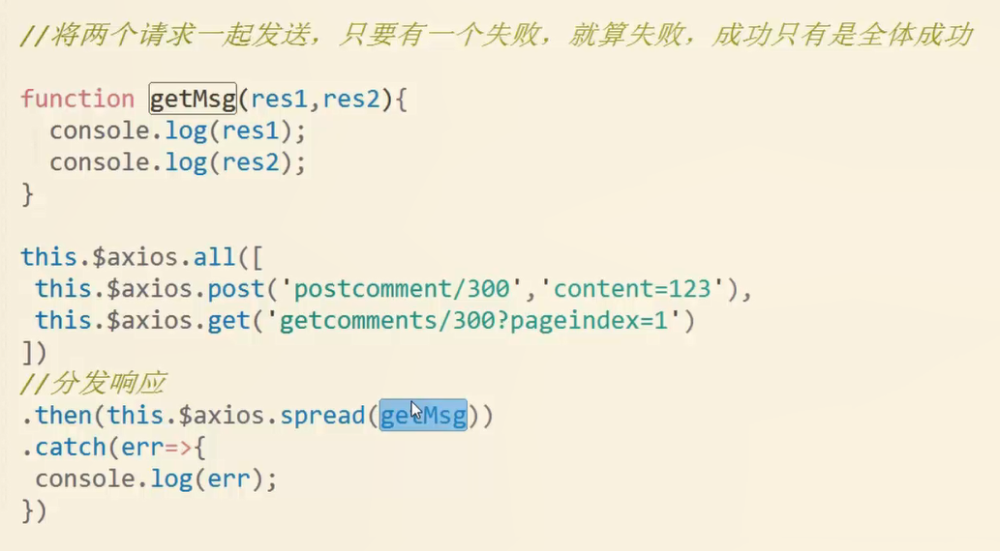 //将两个请求一起发送，只要有一个失败，就算失败，成功只有是全体成功
function getMsg(res1,res2){
console.log(res1);
console.log(res2);
}
this.$axios.all([
this.$axios.post('postcomment/300','content=123'),
this.$axios.get('getcomments/300?pageindex=1')
])
//分发响应
.then(this.$axios.spread(getMsg))
.catch(err=>{
console.log(err);
})